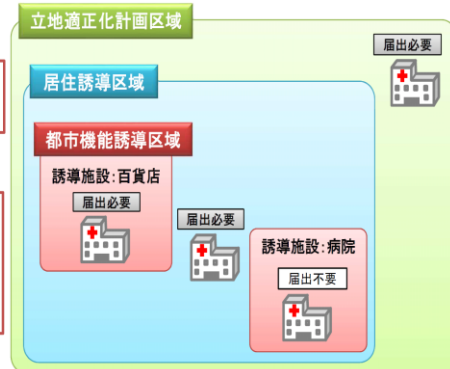 立地適正化計画区域
届出必要
居住誘導区域
都市機能誘導区域
誘導施設：百貨店
届出必要
届出必要
誘導施設：病院
届出不要